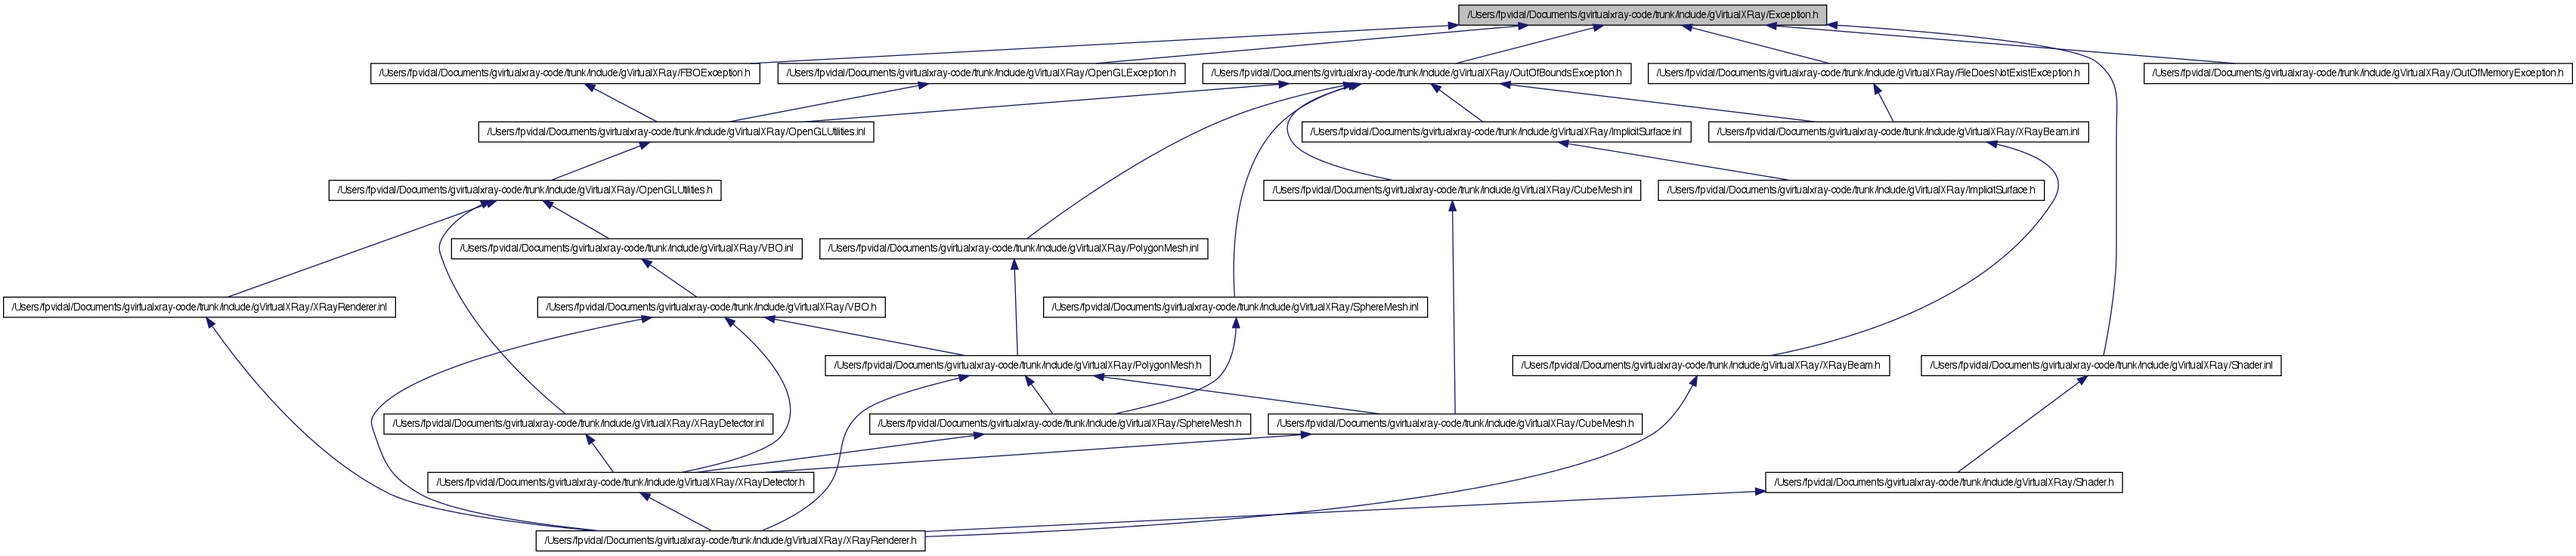 /Users/fpvidal/Documents/gvirtualxray-code/trunk/include/gVirtualXRay/Exception.h
/Users/fpvidal/Documents/gvirtualxray-code/trunk/include/gVirtualXRay/FBOException.h
/Users/fpvidal/Documents/gvirtualxray-code/trunk/include/gVirtualXRay/OpenGLException.h
/Users/fpvidal/Documents/gvirtualxray-code/trunk/include/gVirtualXRay/OutOfBoundsException.h
/Users/fpvidal/Documents/gvirtualxray-code/trunk/include/gVirtualXRay/FileDoesNotExistException.h
/Users/fpvidal/Documents/gvirtualxray-code/trunk/include/gVirtualXRay/OutOfMemoryException.h
/Users/fpvidal/Documents/gvirtualxray-code/trunk/include/gVirtualXRay/OpenGLUtilities.inl
/Users/fpvidal/Documents/gvirtualxray-code/trunk/include/gVirtualXRay/ImplicitSurface.inl
/Users/fpvidal/Documents/gvirtualxray-code/trunk/include/gVirtualXRay/XRayBeam.inl
/Users/fpvidal/Documents/gvirtualxray-code/trunk/include/gVirtualXRay/OpenGLUtilities.h
/Users/fpvidal/Documents/gvirtualxray-code/trunk/include/gVirtualXRay/CubeMesh.inl
/Users/fpvidal/Documents/gvirtualxray-code/trunk/include/gVirtualXRay/ImplicitSurface.h
/Users/fpvidal/Documents/gvirtualxray-code/trunk/include/gVirtualXRay/VBO.inl
/Users/fpvidal/Documents/gvirtualxray-code/trunk/include/gVirtualXRay/PolygonMesh.inl
/Users/fpvidal/Documents/gvirtualxray-code/trunk/include/gVirtualXRay/XRayRenderer.inl
/Users/fpvidal/Documents/gvirtualxray-code/trunk/include/gVirtualXRay/VBO.h
/Users/fpvidal/Documents/gvirtualxray-code/trunk/include/gVirtualXRay/SphereMesh.inl
/Users/fpvidal/Documents/gvirtualxray-code/trunk/include/gVirtualXRay/PolygonMesh.h
/Users/fpvidal/Documents/gvirtualxray-code/trunk/include/gVirtualXRay/XRayBeam.h
/Users/fpvidal/Documents/gvirtualxray-code/trunk/include/gVirtualXRay/Shader.inl
/Users/fpvidal/Documents/gvirtualxray-code/trunk/include/gVirtualXRay/XRayDetector.inl
/Users/fpvidal/Documents/gvirtualxray-code/trunk/include/gVirtualXRay/SphereMesh.h
/Users/fpvidal/Documents/gvirtualxray-code/trunk/include/gVirtualXRay/CubeMesh.h
/Users/fpvidal/Documents/gvirtualxray-code/trunk/include/gVirtualXRay/XRayDetector.h
/Users/fpvidal/Documents/gvirtualxray-code/trunk/include/gVirtualXRay/Shader.h
/Users/fpvidal/Documents/gvirtualxray-code/trunk/include/gVirtualXRay/XRayRenderer.h